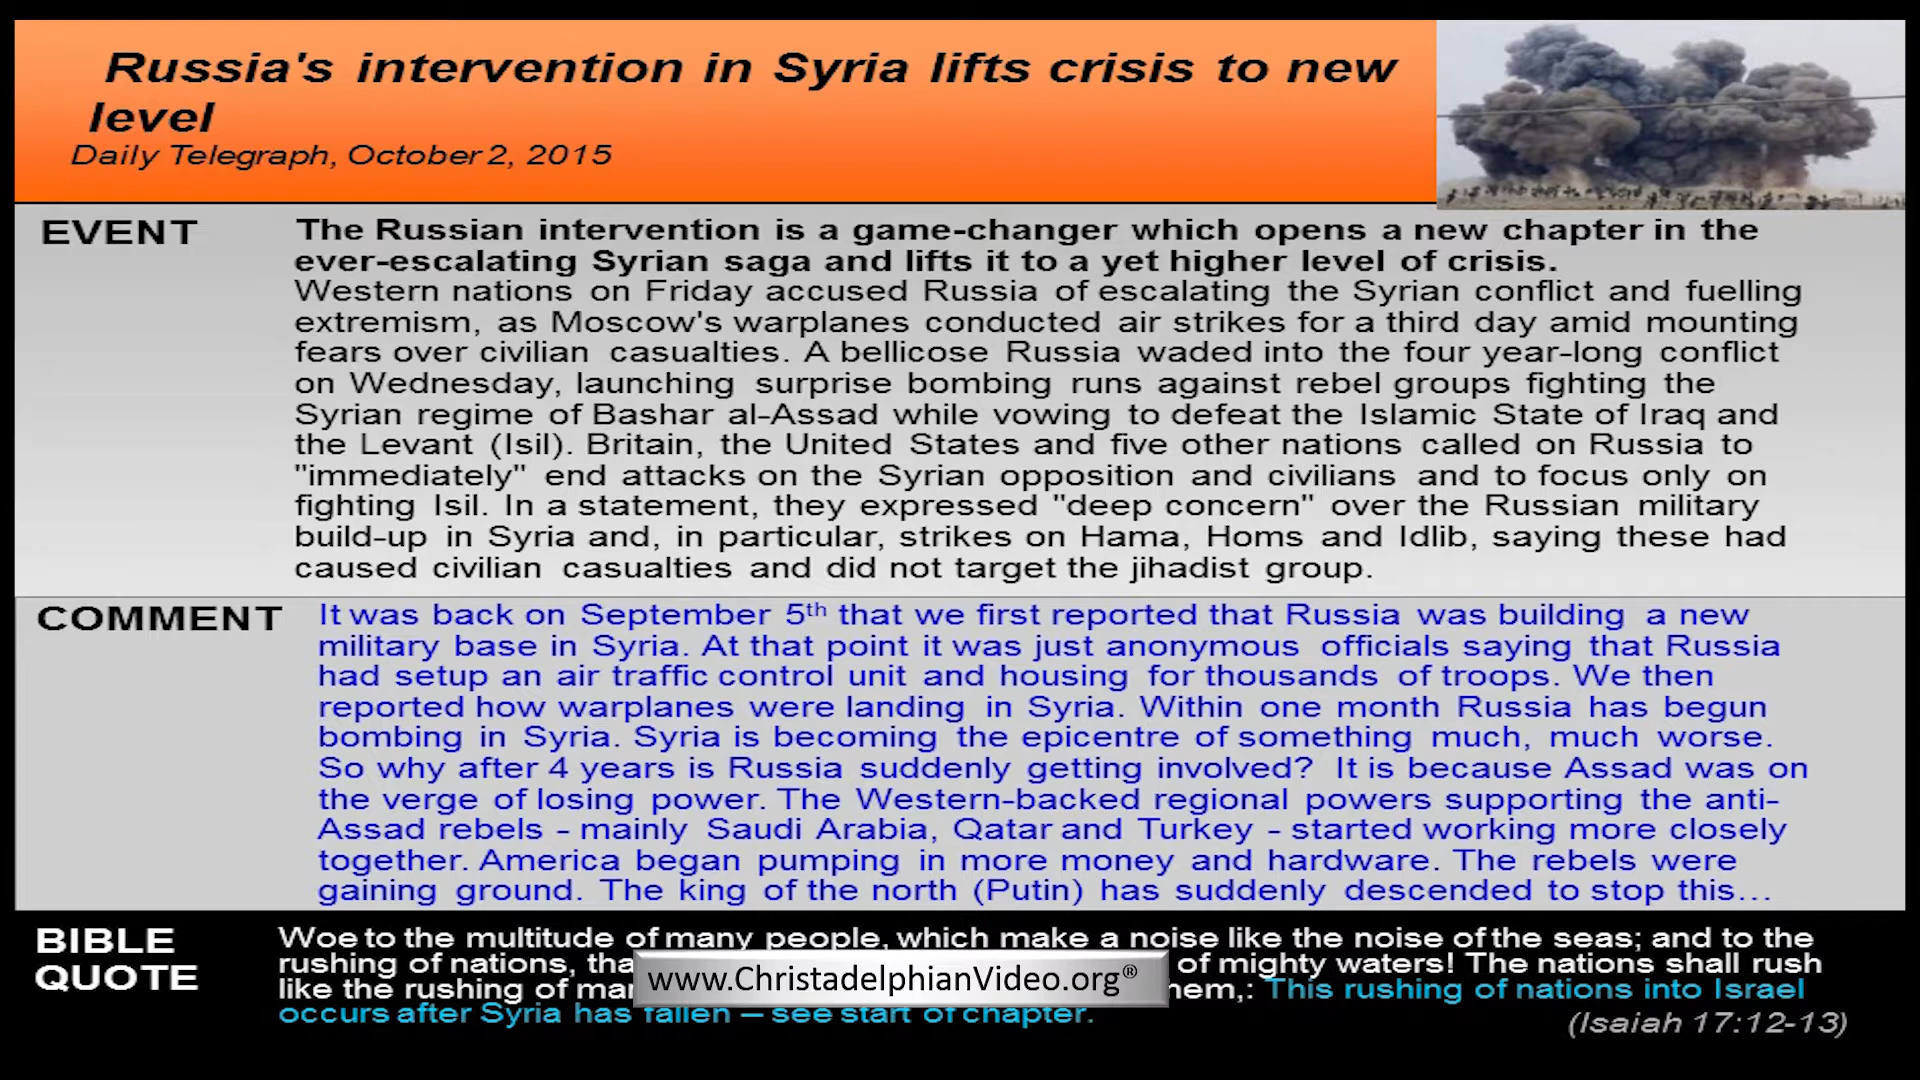 Russia's intervention in Syria lifts crisis to new
level
Daily Telegraph, October 2, 2015
EVENT
The Russian intervention is a game-changer which opens a new chapter in the
ever-escalating Syrian saga and lifts it to a yet higher level of crisis.
Western nations on Friday accused Russia of escalating the Syrian conflict and fuelling
extremism, as Moscow's warplanes conducted air strikes for a third day amid mounting
fears over civilian casualties. A bellicose Russia waded into the four year-long conflict
on Wednesday, launching surprise bombing runs against rebel groups fighting the
Syrian regime of Bashar al-Assad while vowing to defeat the Islamic State of Iraq and
the Levant (Isil). Britain, the United States and five other nations called on Russia to
"immediately" end attacks on the Syrian opposition and civilians and to focus only on
fighting Isil. In a statement, they expressed "deep concern" over the Russian military
build-up in Syria and, in particular, strikes on Hama, Homs and Idlib, saying these had
caused civilian casualties and did not target the jihadist group.
COMMENT
It was back on September 5th that we first reported that Russia was building a new
military base in Syria. At that point it was just anonymous officials saying that Russia
had setup an air traffic control unit and housing for thousands of troops. We then
reported how warplanes were landing in Syria. Within one month Russia has begun
bombing in Syria. Syria is becoming the epicentre of something much, much worse.
So why after 4 years is Russia suddenly getting involved? It is because Assad was on
the verge of losing power. The Western-backed regional powers supporting the anti-
Assad rebels - mainly Saudi Arabia, Qatar and Turkey - started working more closely
together. America began pumping in more money and hardware. The rebels were
gaining ground. The king of the north (Putin) has suddenly descended to stop this...
BIBLE
QUOTE
Woe to the multitude of many people, which make a noise like the noise of the seas; and to the
rushing of nations, of mighty waters! The nations shall rush
like the rushing of This rushing of nations into Israel
occurs after Syria has fallen – see start of chapter.
www.ChristadelphianVideo.org®
(Isaiah 17:12-13)